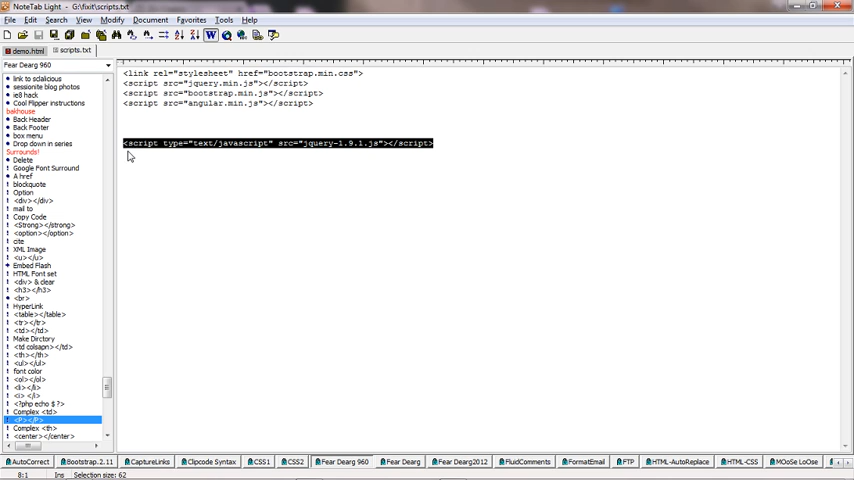 NoteTab Light - G:\fixit\scripts.txt
File Edit Search View Modify Document Favorites Tools Help
demo.html scripts.txt
Fear Dearg 960
link to sclalicious
sessionite blog photos
ie8 hack
Cool Flipper instructions
bakhouse
Back Header
Back Footer
box menu
Drop down in series
Surrounds!
Delete
Google Font Surround
A href
blockquote
Option
<div></div>
mail to
Copy Code
<Strong></strong>
<option></option>
cite
XML Image
<u></u>
Embed Flash
HTML Font set
<div> & clear
<h3></h3>
<br>
HyperLink
<table></table>
<tr></tr>
<td></td>
Make Dirctory
<td colsapn></td>
<th></th>
<ul></ul>
font color
<ol></ol>
<li></li>
<i> </i>
<?php echo $ ?>
Complex <td>
<P></P>
Complex <th>
<center></center>
<link rel="stylesheet" href="bootstrap.min.css">
<script src="jquery.min.js"></script>
<script src="bootstrap.min.js"></script>
<script src="angular.min.js"></script>
<script type="text/javascript" src="jquery-1.9.1.js"></script>
AutoCorrect Bootstrap.2.11 CaptureLinks Clipcode Syntax CSS1 CSS2 Fear Dearg 960 Fear Dearg Fear Dearg2012 FluidComments FormatEmail FTP HTML-AutoReplace HTML-CSS MOoSe LoOse
8:1 Ins Selection size: 62